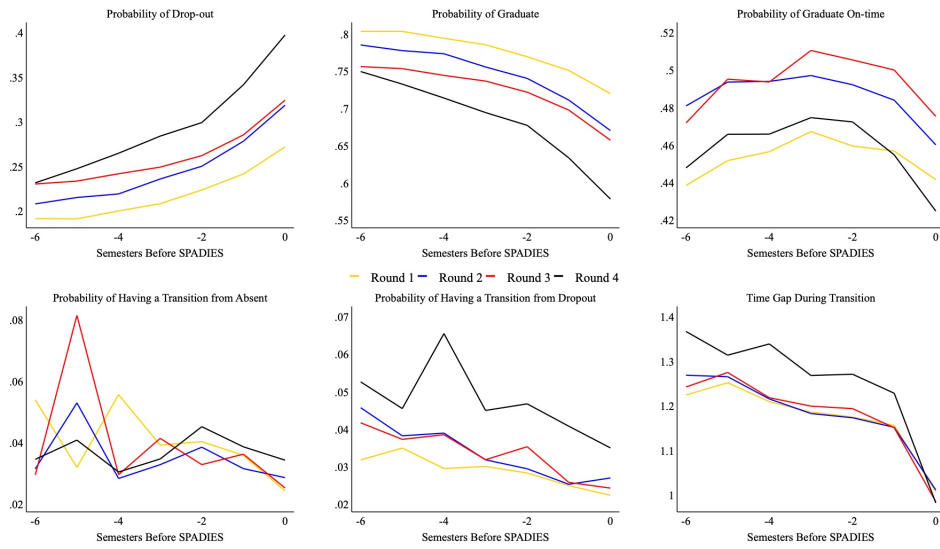 Probability of Drop-out
.4
.35
.3
.25
.2
-6 -4 -2 0
Semesters Before SPADIES
Probability of Graduate
.8
.75
.7
.65
.6
.55
-6 -4 -2 0
Semesters Before SPADIES
Probability of Graduate On-time
.52
.5
.48
.46
.44
.42
-6 -4 -2 0
Semesters Before SPADIES
Round 1 Round 2 Round 3 Round 4
Probability of Having a Transition from Absent
.08
.06
.04
.02
-6 -4 -2 0
Semesters Before SPADIES
Probability of Having a Transition from Dropout
.07
.06
.05
.04
.03
.02
-6 -4 -2 0
Semesters Before SPADIES
Time Gap During Transition
1.4
1.3
1.2
1.1
1
-6 -4 -2 0
Semesters Before SPADIES